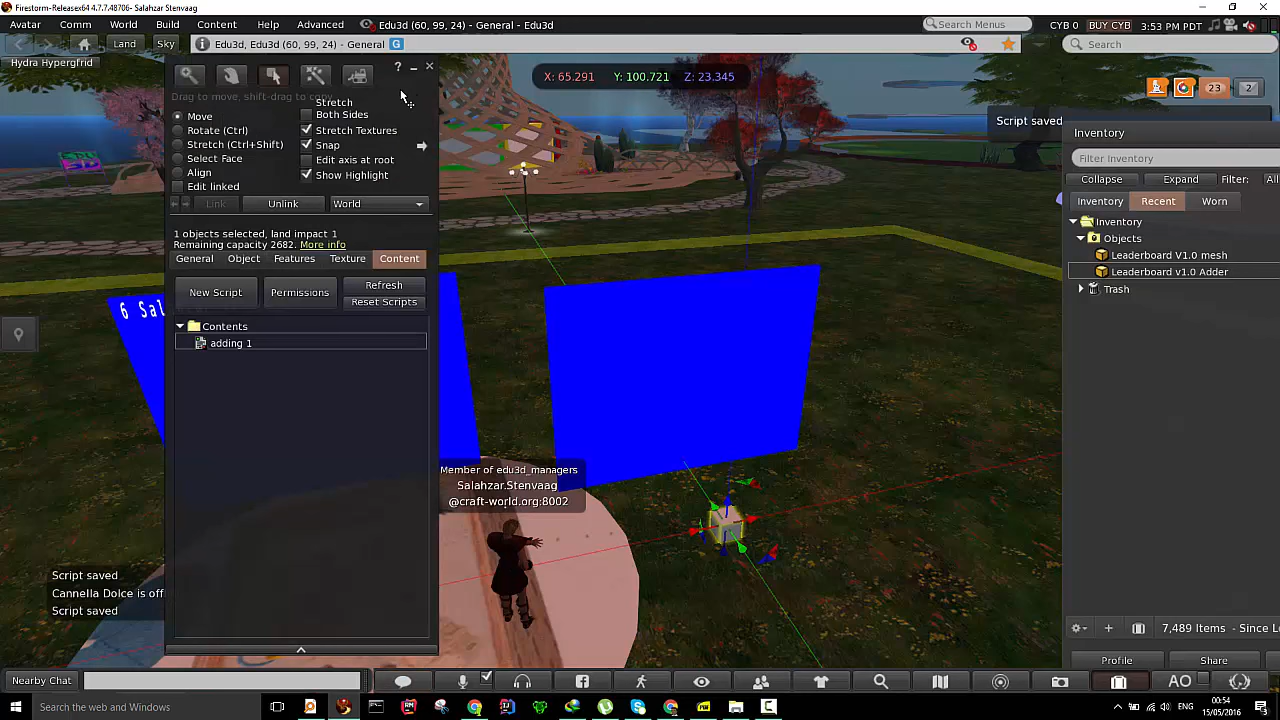 Firestorm-Releasex64 4.7.7.48706- Salahzar Stenvaag
Avatar Comm World Build Content Help Advanced Edu3d (60, 99, 24) - General - Edu3d Search Menus CYB 0 BUY CYB 3:53 PM PDT
Land Sky Edu3d, Edu3d (60, 99, 24) - General G Search
Hydra Hypergfrid
X: 65.291 Y: 100.721 Z: 23.345
23 2
Drag to move, shift-drag to copy
Move
Rotate (Ctrl)
Stretch (Ctrl+Shift)
Select Face
Align
Edit linked
Stretch
Both Sides
Stretch Textures
Snap
Edit axis at root
Show Highlight
Link Unlink World
1 objects selected, land impact 1
Remaining capacity 2682. More info
General Object Features Texture Content
New Script Permissions Refresh
Reset Scripts
Contents
adding 1
Script saved
Inventory
Filter Inventory
Collapse Expand Filter: All
Inventory Recent Worn
Inventory
Objects
Leaderboard V1.0 mesh
Leaderboard v1.0 Adder
Trash
6 Sal
Member of edu3d_managers
Salahzar.Stenvaag
@craft-world.org:8002
Script saved
Cannella Dolce is off
Script saved
7,489 Items - Since L
Profile Share
Nearby Chat AO
Search the web and Windows
ENG
00:54
15/05/2016